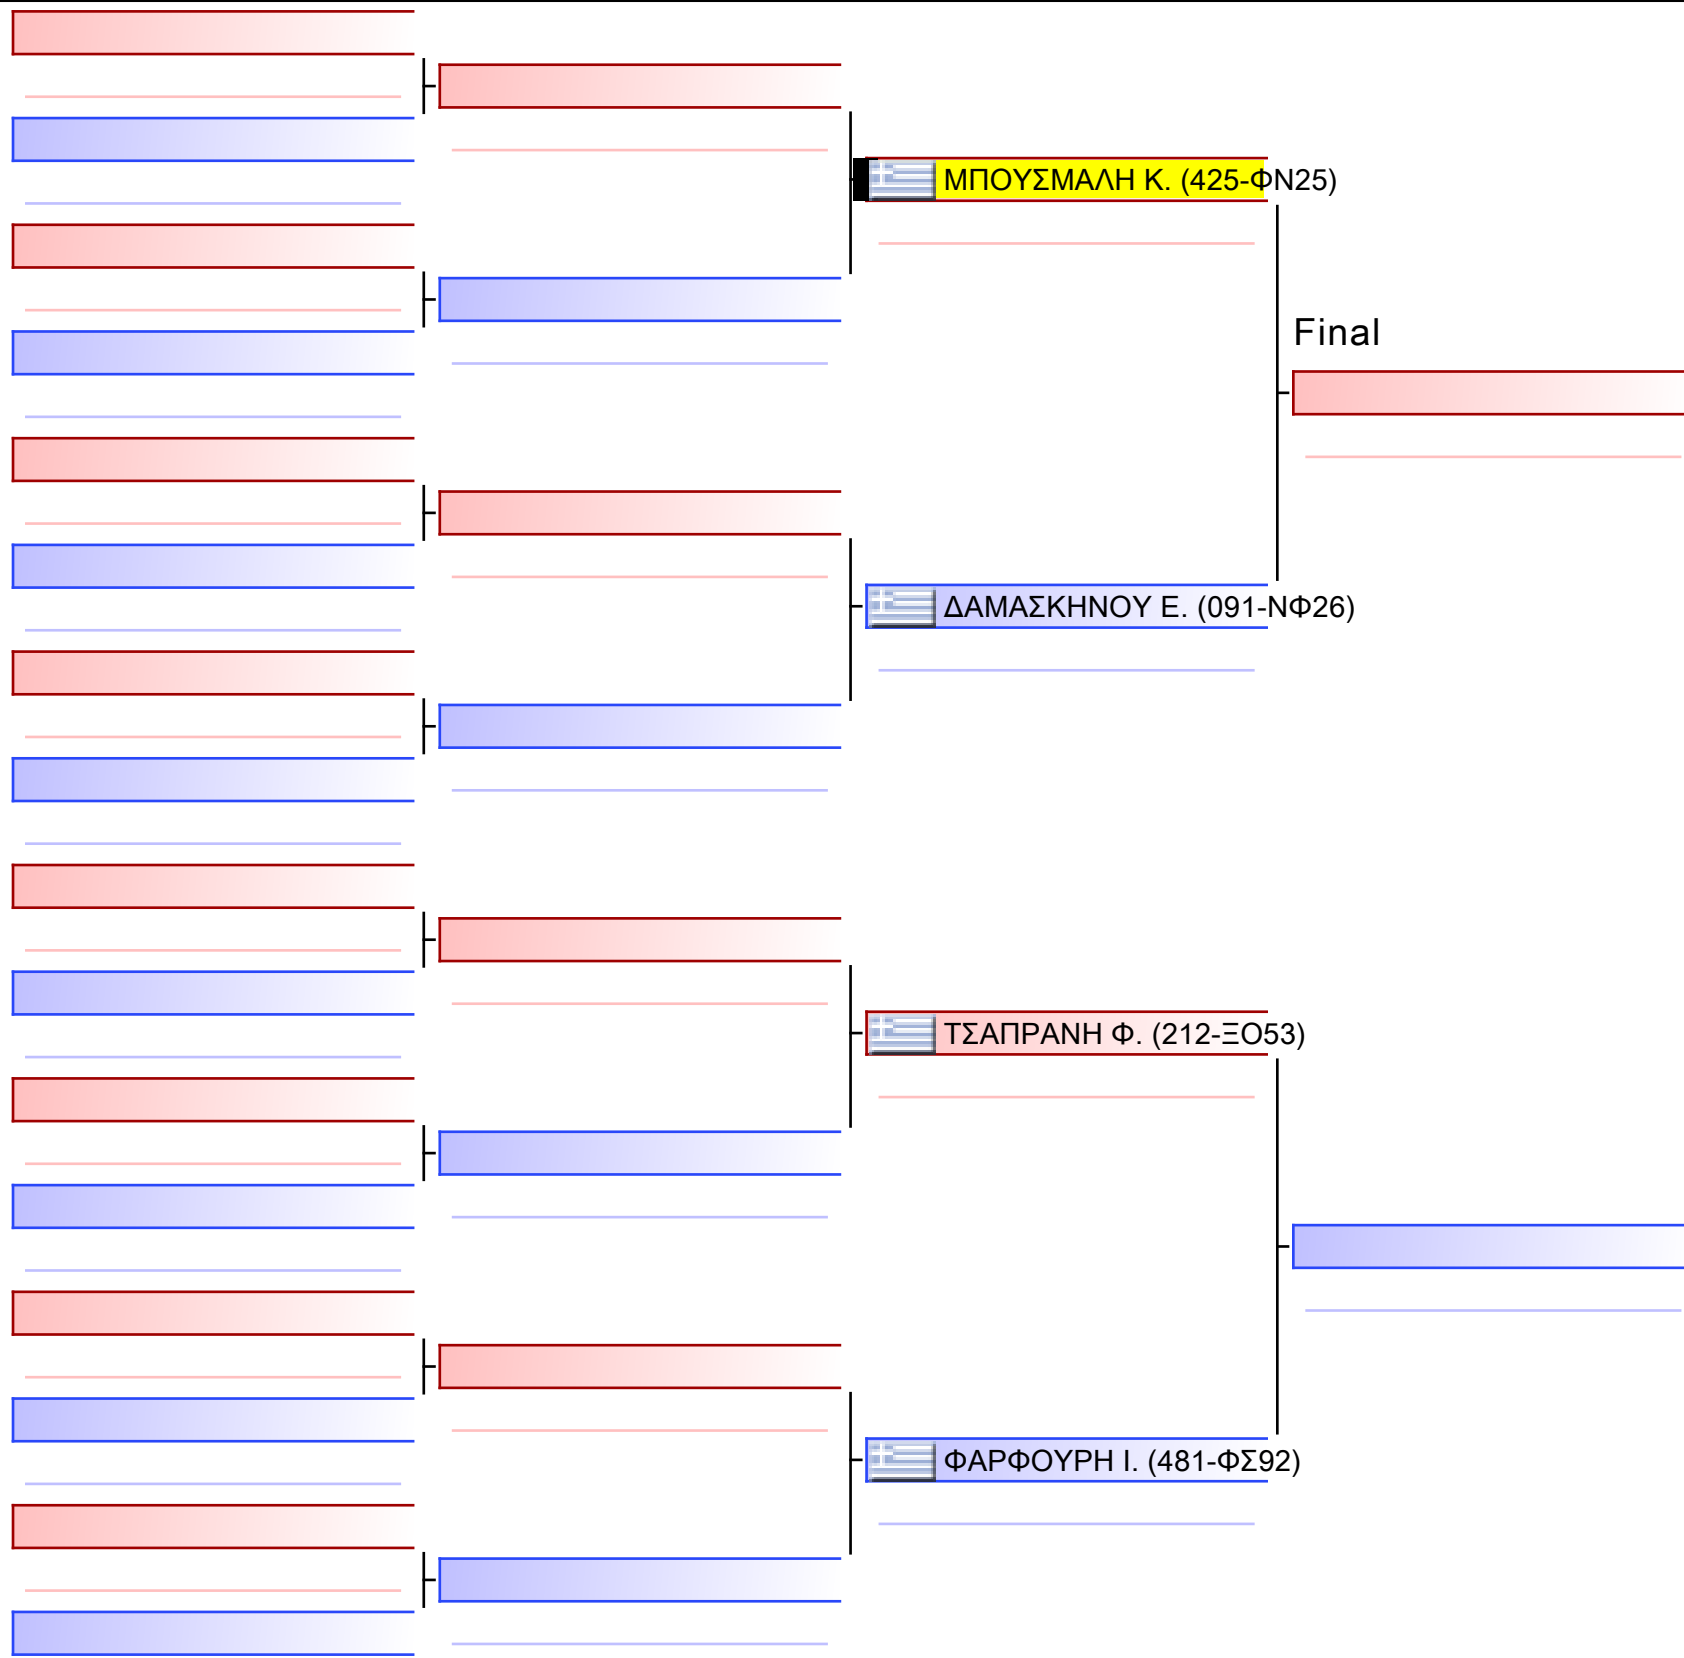 ΜΠΟΥΣΜΑΛΗ Κ. (425-ΦΝ25)
Final
ΔΑΜΑΣΚΗΝΟΥ Ε. (091-ΝΦ26)
ΤΣΑΠΡΑΝΗ Φ. (212-ΞΟ53)
ΦΑΡΦΟΥΡΗ Ι. (481-ΦΣ92)